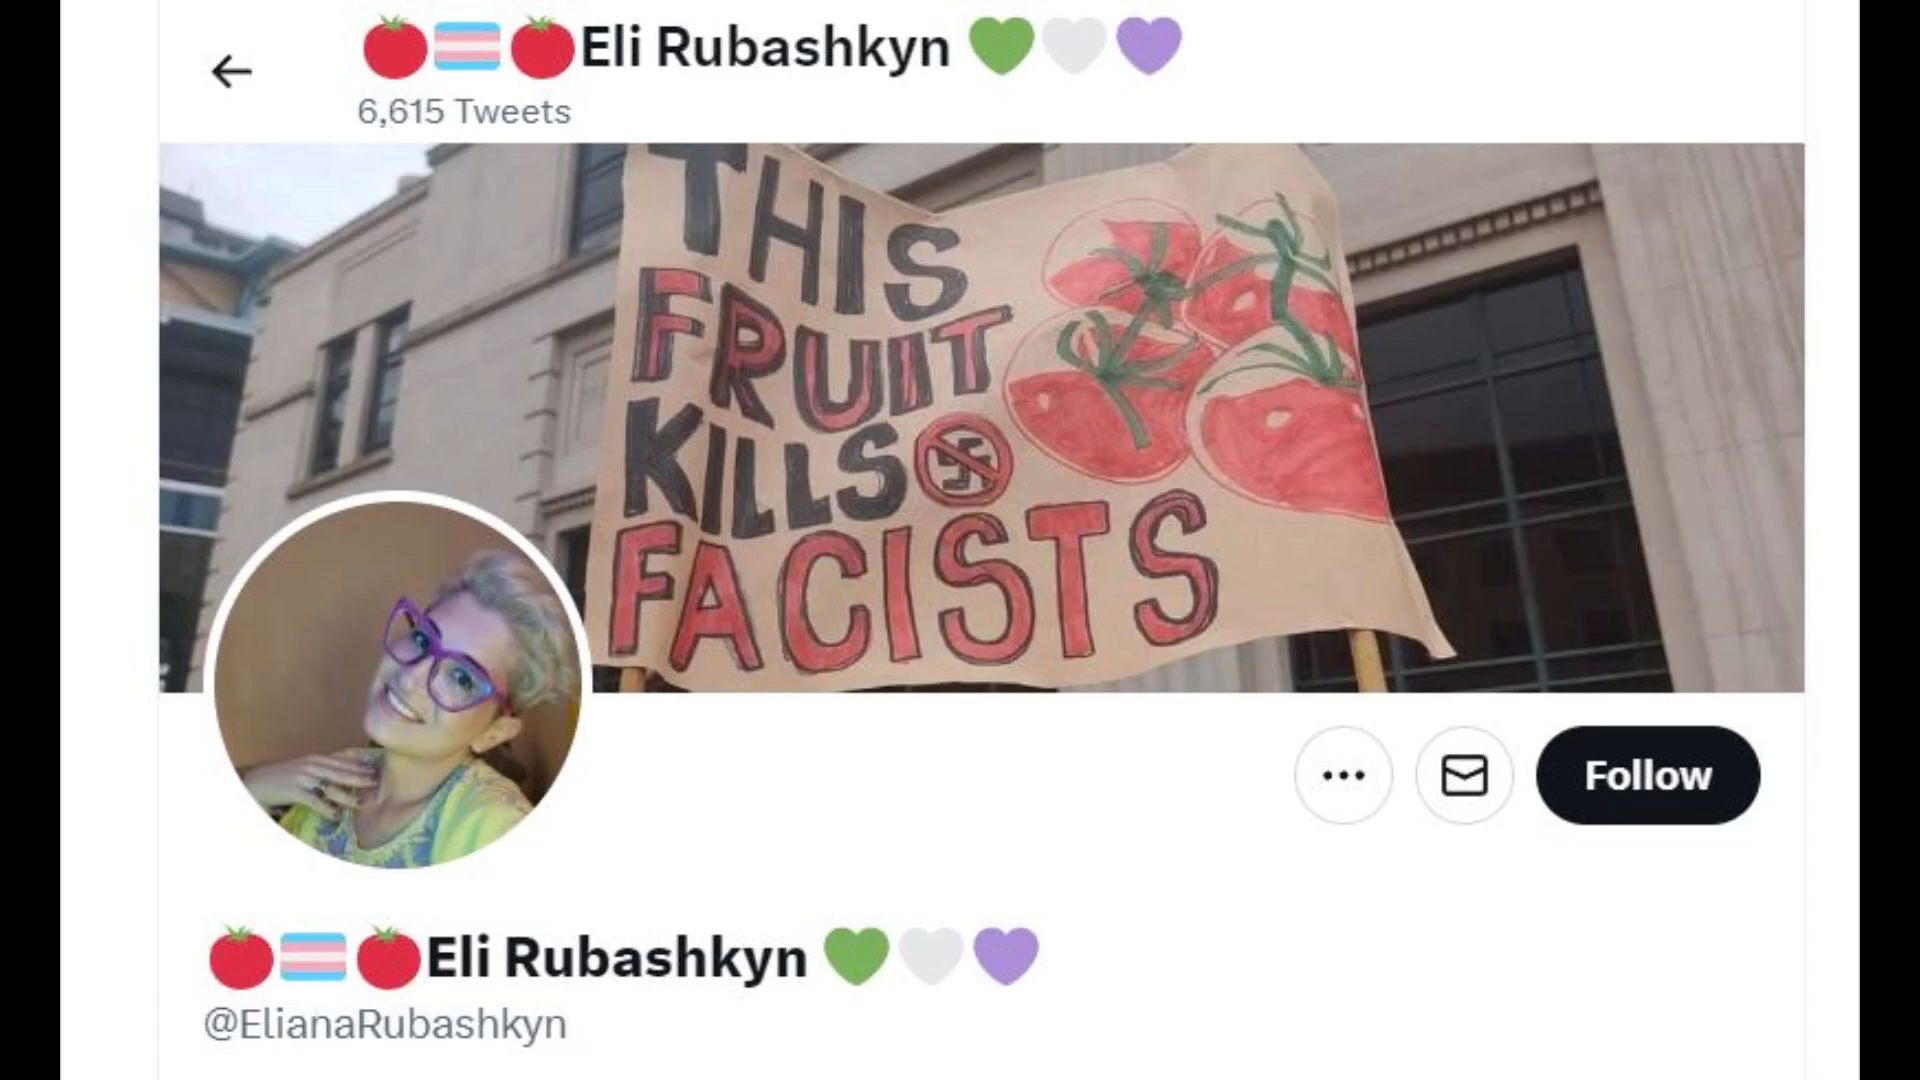 🍅🏳️‍⚧️🍅Eli Rubashkyn 💚🤍💜
6,615 Tweets
THIS
FRUIT
KILLS
FACISTS
Follow
🍅🏳️‍⚧️🍅Eli Rubashkyn 💚🤍💜
@ElianaRubashkyn